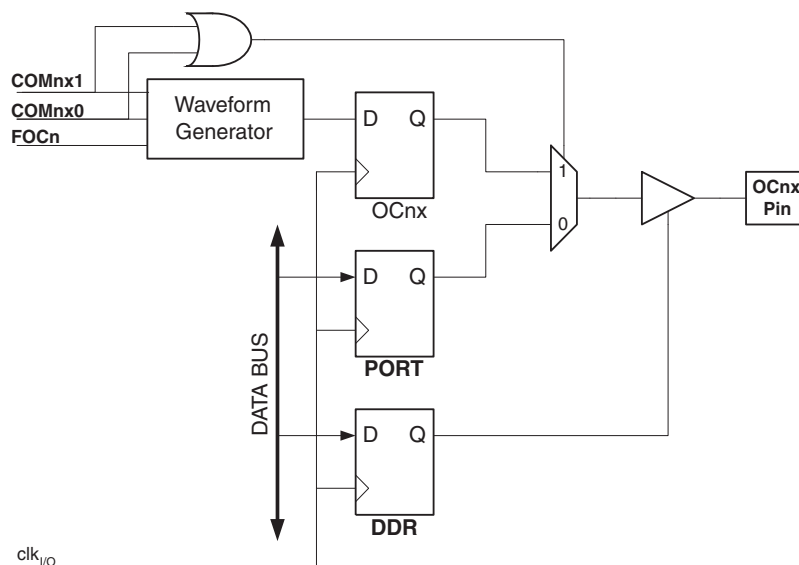 COMnx1
COMnx0
FOCn
Waveform
Generator
D Q
OCnx
1
0
OCnx
Pin
D Q
PORT
DATA BUS
D Q
DDR
clkI/O